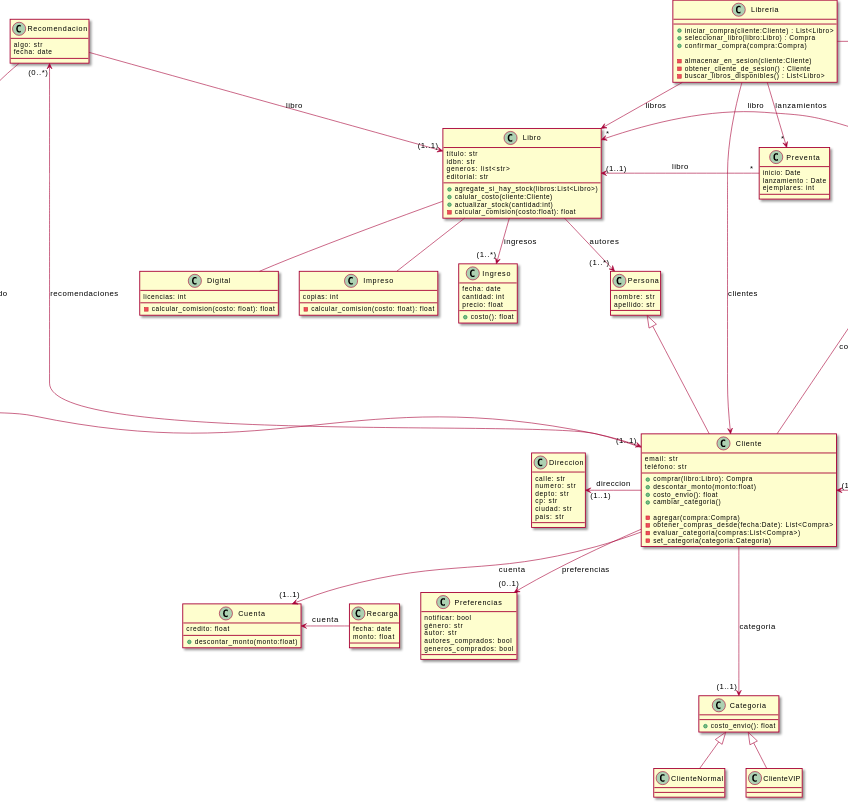 C Libreria
iniciar_compra(cliente:Cliente) : List<Libro>
seleccionar_libro(libro:Libro) : Compra
confirmar_compra(compra:Compra)
almacenar_en_sesion(cliente:Cliente)
obtener_cliente_de_sesion() : Cliente
buscar_libros_disponibles() : List<Libro>
C Recomendacion
algo: str
fecha: date
(0..*)
libro
libros
libro
lanzamientos
C Libro
titulo: str
idbn: str
generos: list<str>
editorial: str
agregate_si_hay_stock(libros:List<Libro>)
calular_costo(cliente:Cliente)
actualizar_stock(cantidad:int)
calcular_comision(costo:float): float
(1..1)
*
*
(1..1)
libro
*
C Preventa
inicio: Date
lanzamiento : Date
ejemplares: int
ingresos
autores
(1..*)
(1..*)
C Digital
licencias: int
calcular_comision(costo: float): float
C Impreso
copias: int
calcular_comision(costo: float): float
C Ingreso
fecha: date
cantidad: int
precio: float
costo(): float
C Persona
nombre: str
apellido: str
do
recomendaciones
clientes
co
(1..1)
C Cliente
email: str
teléfono: str
comprar(libro:Libro): Compra
descontar_monto(monto:float)
costo_envio(): float
cambiar_categoria()
agregar(compra:Compra)
obtener_compras_desde(fecha:Date): List<Compra>
evaluar_categoria(compras:List<Compra>)
set_categoria(categoria:Categoria)
(1
C Direccion
calle: str
numero: str
depto: str
cp: str
ciudad: str
pais: str
direccion
(1..1)
cuenta
preferencias
(1..1)
(0..1)
C Cuenta
credito: float
descontar_monto(monto:float)
cuenta
C Recarga
fecha: date
monto: float
C Preferencias
notificar: bool
género: str
autor: str
autores_comprados: bool
generos_comprados: bool
categoria
(1..1)
C Categoria
costo_envio(): float
C ClienteNormal
C ClienteVIP